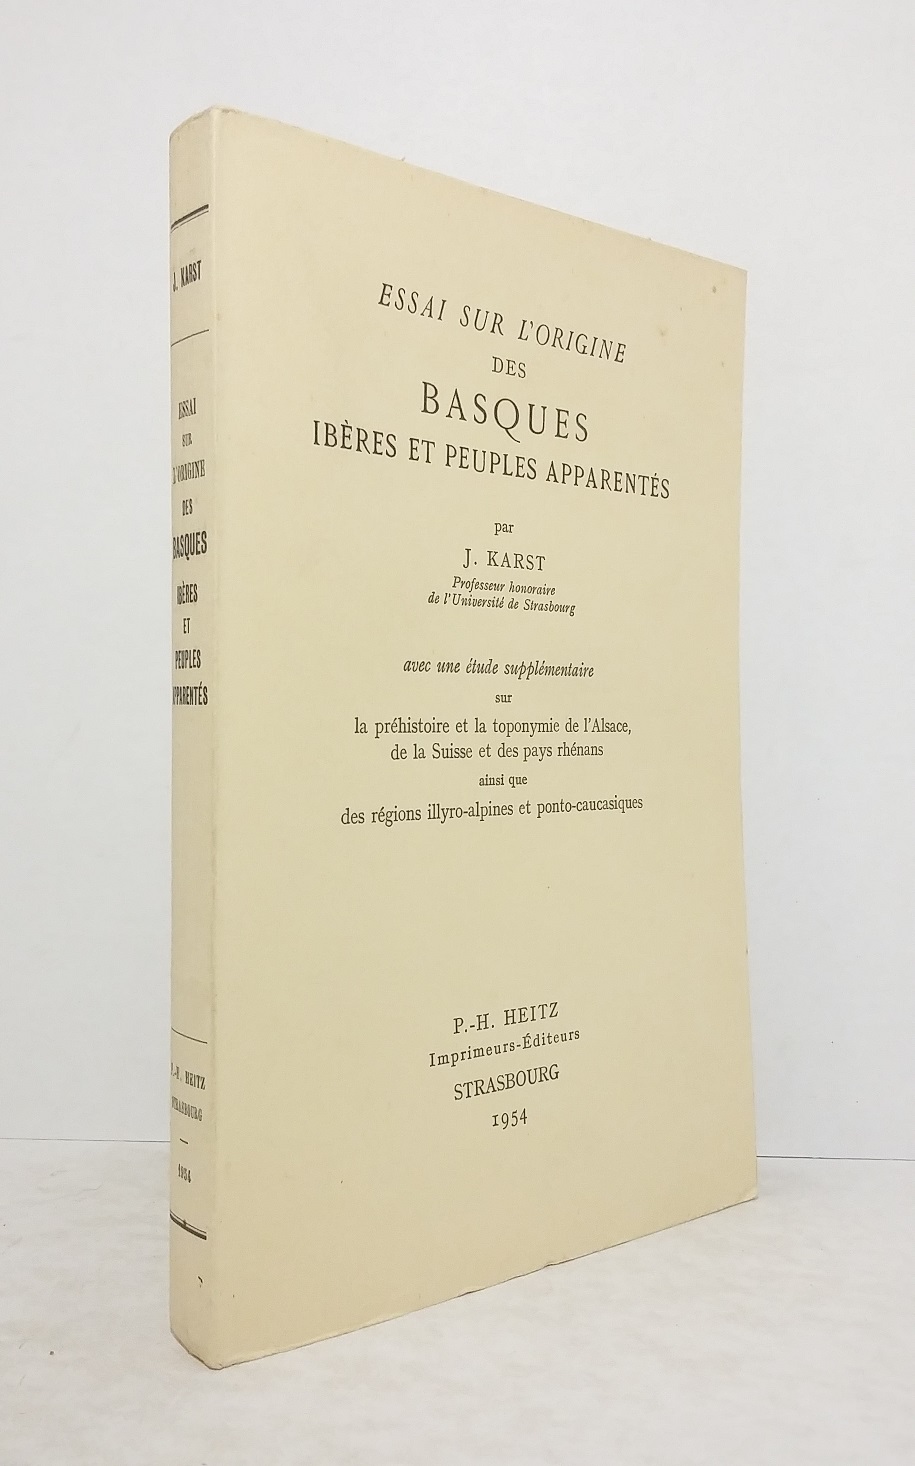 J. KARST
ESSAI
SUR
L'ORIGINE
DES
BASQUES
IBÈRES
ET
PEUPLES
APPARENTÉS
P.-H. HEITZ
STRASBOURG
1954
ESSAI SUR L'ORIGINE
DES
BASQUES
IBÈRES ET PEUPLES APPARENTÉS
par
J. KARST
Professeur honoraire
de l'Université de Strasbourg
avec une étude supplémentaire
sur
la préhistoire et la toponymie de l'Alsace,
de la Suisse et des pays rhénans
ainsi que
des régions illyro-alpines et ponto-caucasiques
P.-H. HEITZ
Imprimeurs-Éditeurs
STRASBOURG
1954